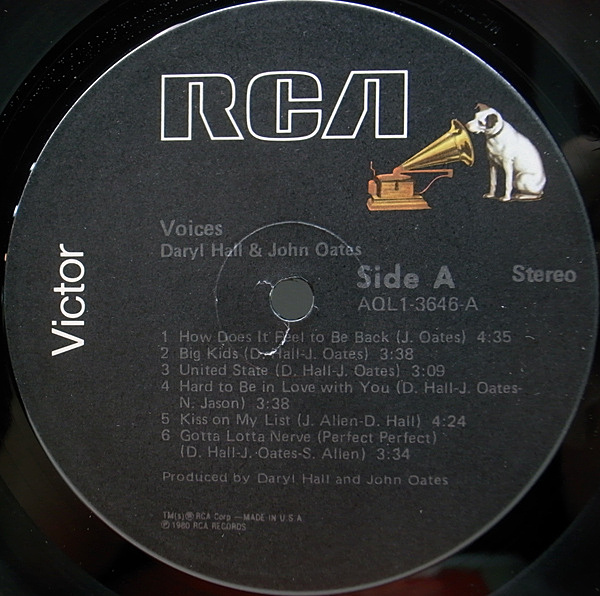 RCA
Victor
Voices
Daryl Hall & John Oates
Side A
Stereo
AQL1-3646-A
1 How Does It Feel to Be Back (J. Oates) 4:35
2 Big Kids (D. Hall-J. Oates) 3:38
3 United State (D. Hall-J. Oates) 3:09
4 Hard to Be in Love with You (D. Hall-J. Oates-
N. Jason) 3:38
5 Kiss on My List (J. Allen-D. Hall) 4:24
6 Gotta Lotta Nerve (Perfect Perfect)
(D. Hall-J. Oates-S. Allen) 3:34
Produced by Daryl Hall and John Oates
TM(s) ® RCA Corp — MADE IN U.S.A.
℗ 1980 RCA RECORDS